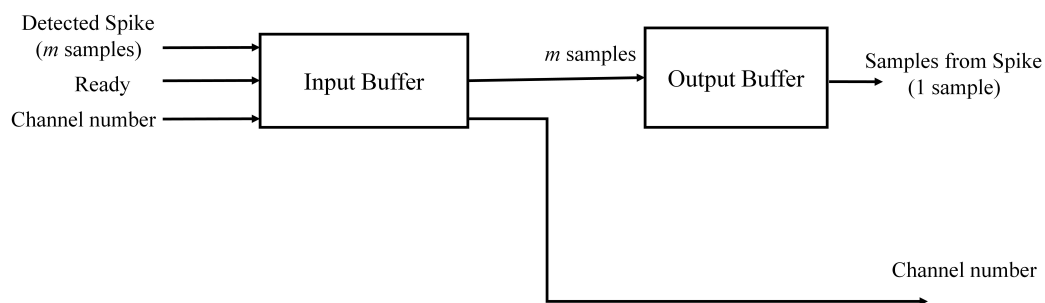 Detected Spike
(m samples)
Ready
Channel number
Input Buffer
m samples
Output Buffer
Samples from Spike
(1 sample)
Channel number